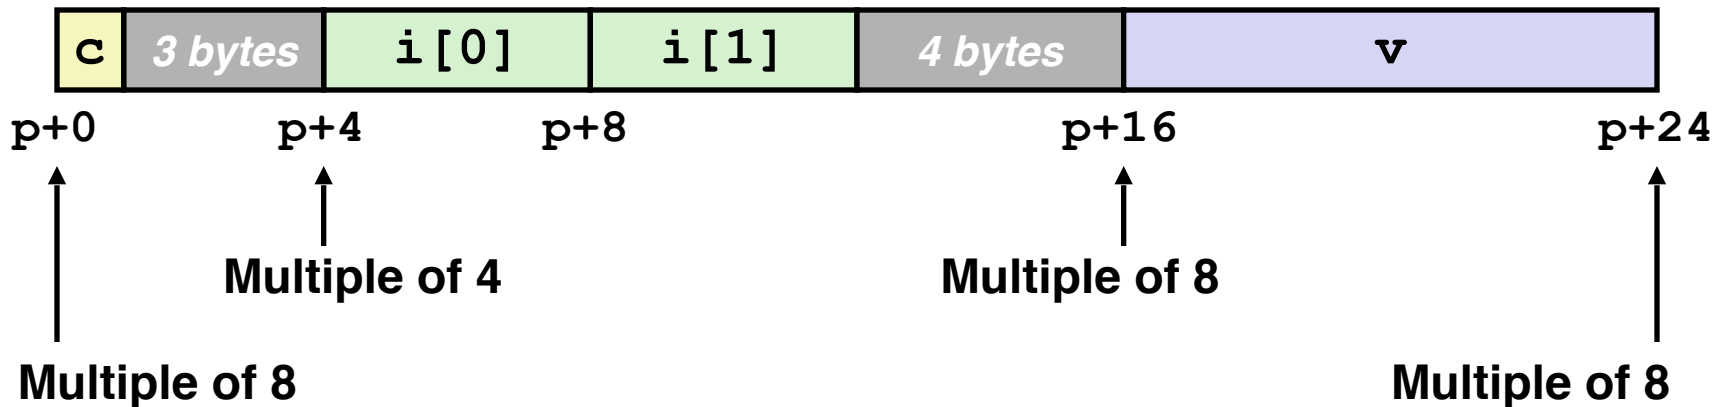 c 3 bytes i[0] i[1] 4 bytes v
p+0 p+4 p+8 p+16 p+24
Multiple of 4 Multiple of 8
Multiple of 8 Multiple of 8